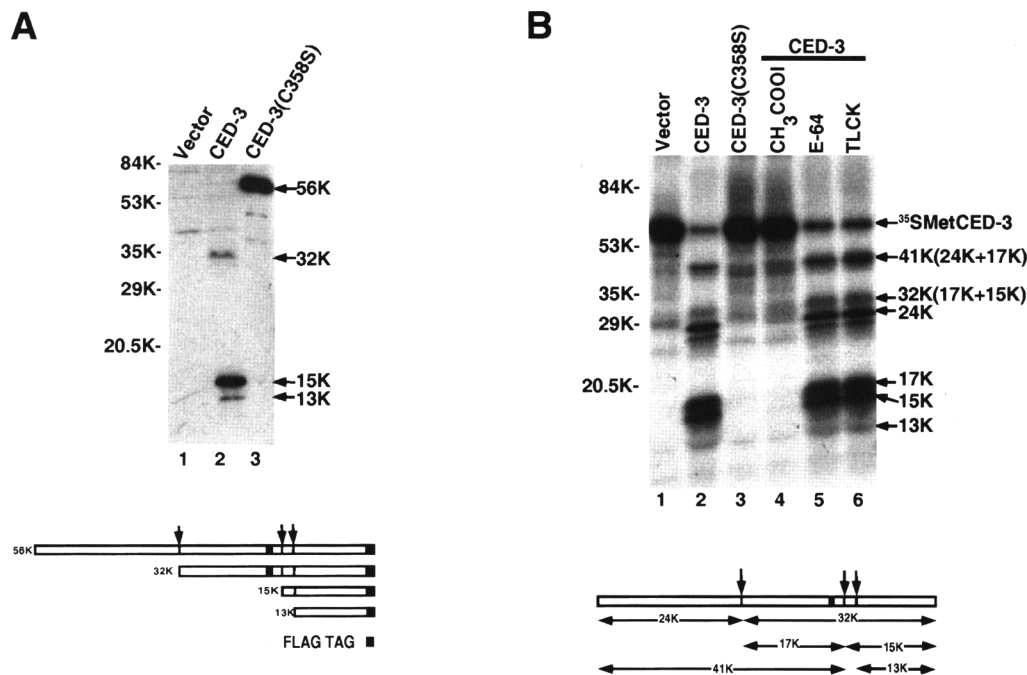 A
Vector
CED-3
CED-3(C358S)
84K-
53K-
35K-
29K-
20.5K-
56K
32K
15K
13K
1 2 3
56K
32K
15K
13K
FLAG TAG
B
CED-3
Vector
CED-3
CED-3(C358S)
CH3COOI
E-64
TLCK
84K-
53K-
35K-
29K-
20.5K-
35SMetCED-3
41K(24K+17K)
32K(17K+15K)
24K
17K
15K
13K
1 2 3 4 5 6
24K 32K
17K 15K
41K 13K